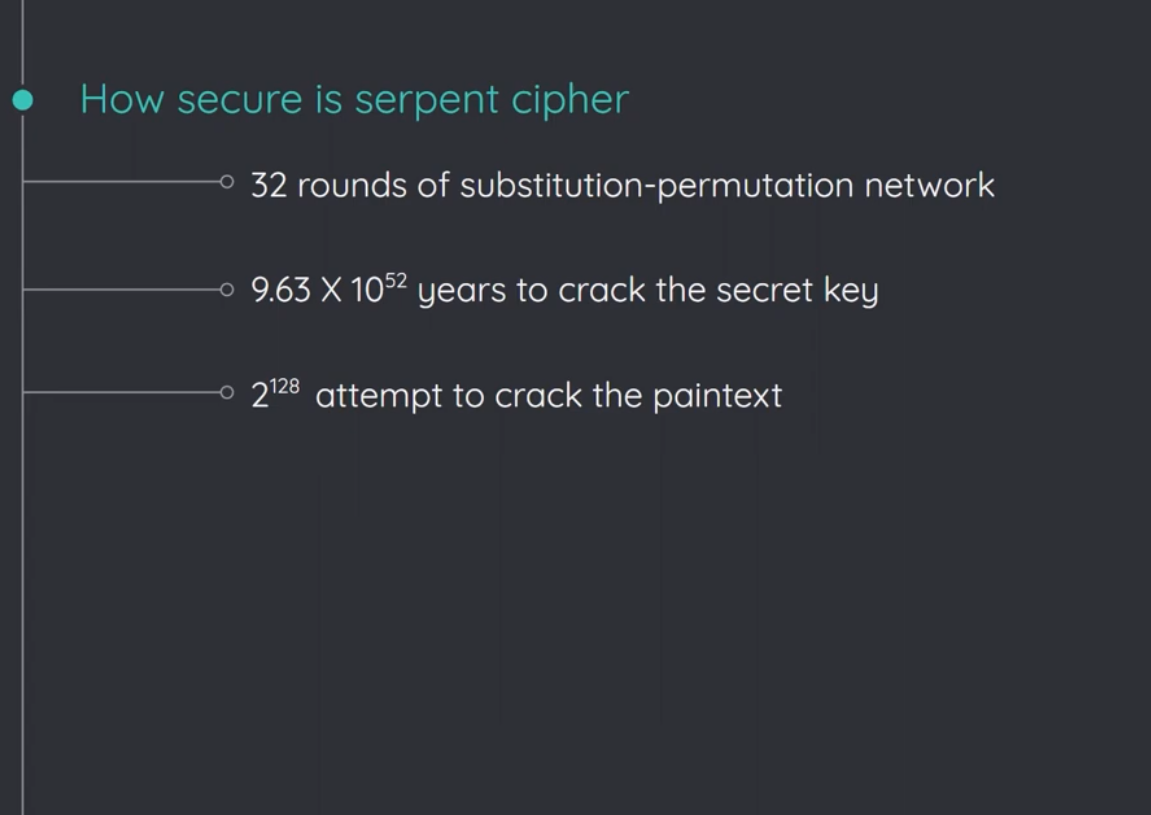 How secure is serpent cipher
32 rounds of substitution-permutation network
9.63 X 10⁵² years to crack the secret key
2¹²⁸ attempt to crack the paintext